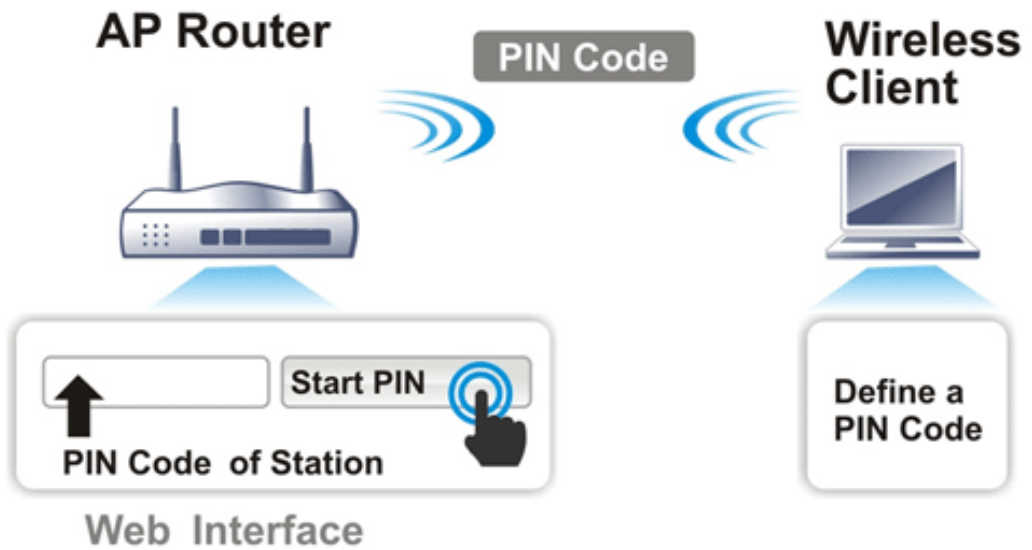 AP Router
PIN Code
Wireless
Client
Start PIN
PIN Code of Station
Define a
PIN Code
Web Interface